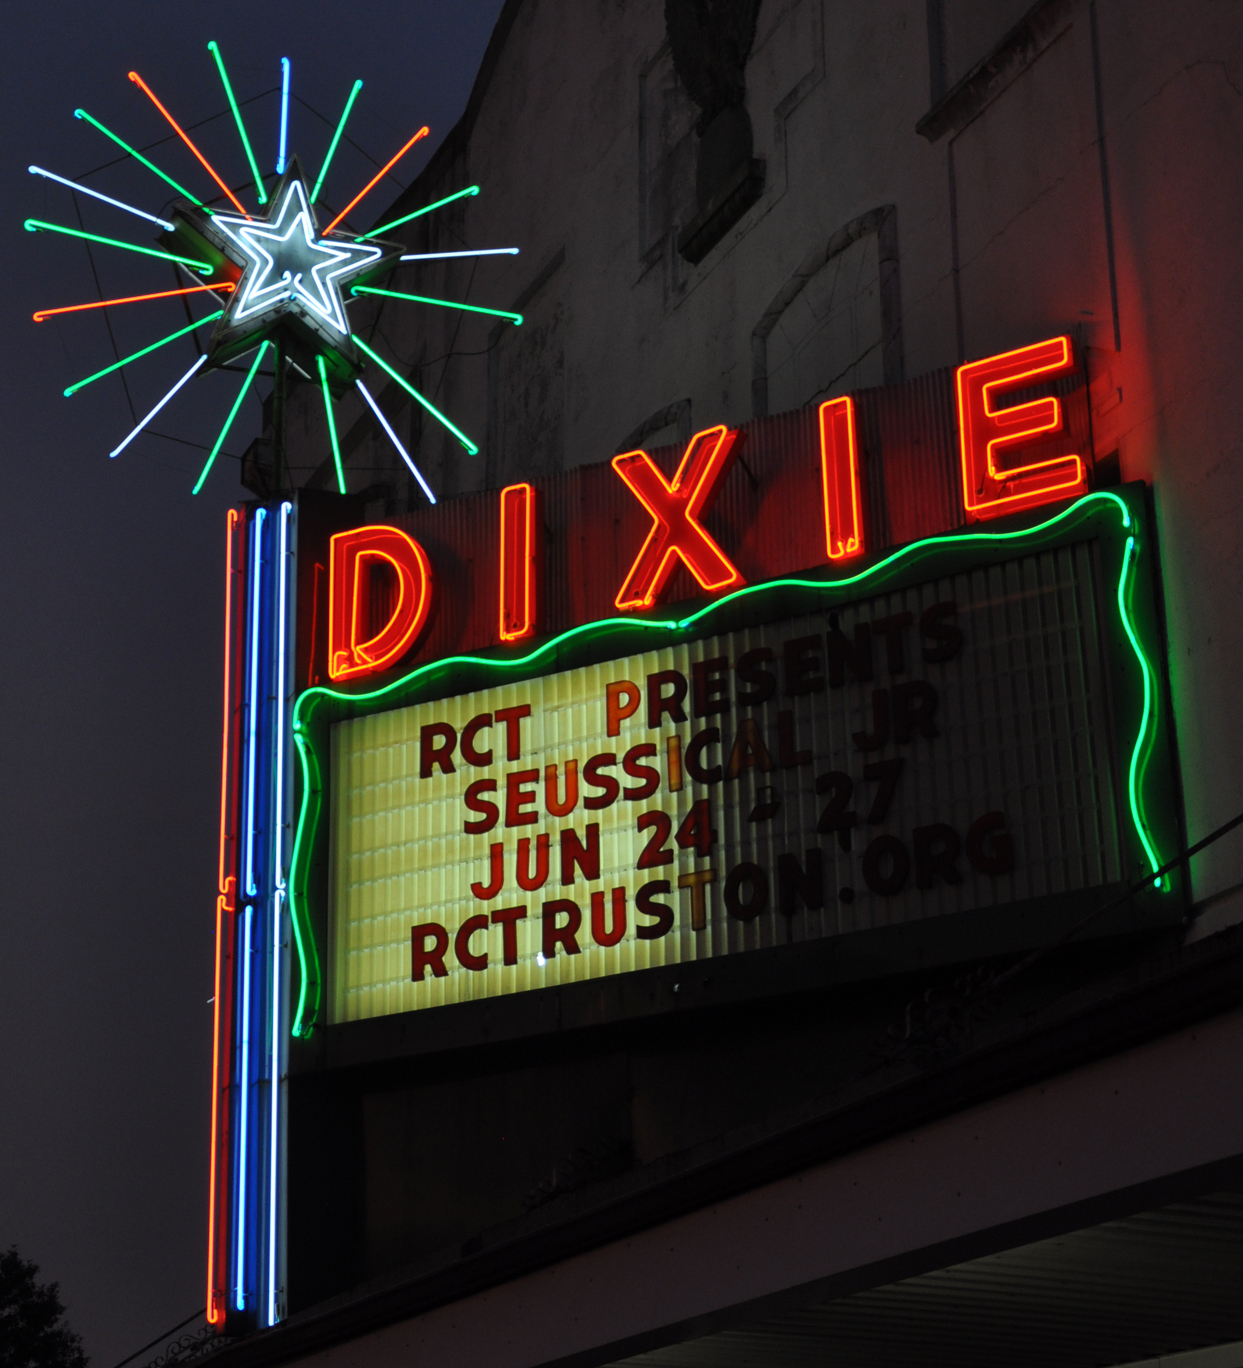 DIXIE
RCT PRESENTS
SEUSSICAL JR
JUN 24 - 27
RCTRUSTON.ORG